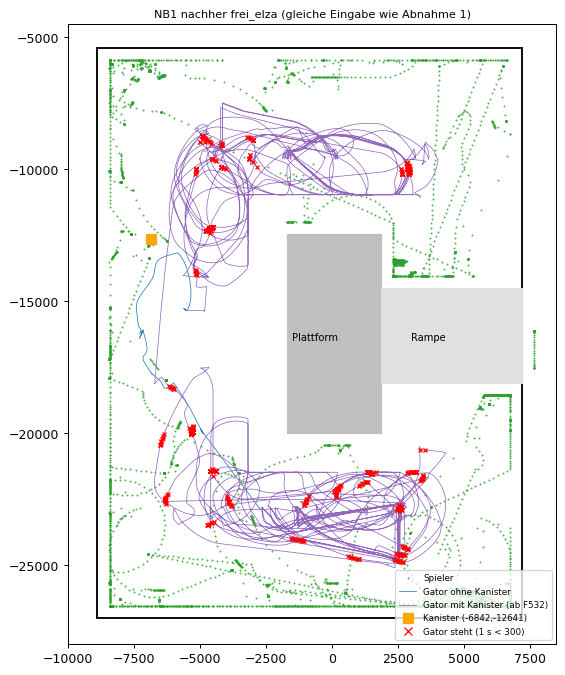 NB1 nachher frei_elza (gleiche Eingabe wie Abnahme 1)
−5000
−10000
−15000
−20000
−25000
Plattform
Rampe
Spieler
Gator ohne Kanister
Gator mit Kanister (ab F532)
Kanister (-6842,-12641)
Gator steht (1 s < 300)
−10000
−7500
−5000
−2500
0
2500
5000
7500